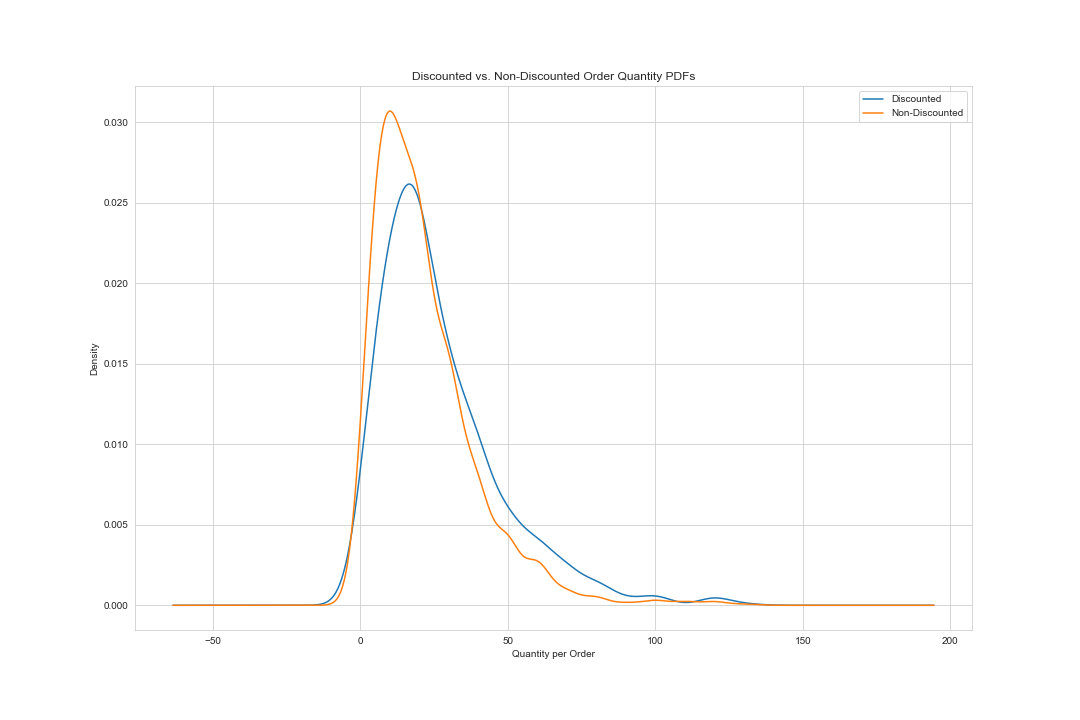 Discounted vs. Non-Discounted Order Quantity PDFs
Discounted
Non-Discounted
0.030
0.025
0.020
0.015
0.010
0.005
0.000
Density
−50
0
50
100
150
200
Quantity per Order